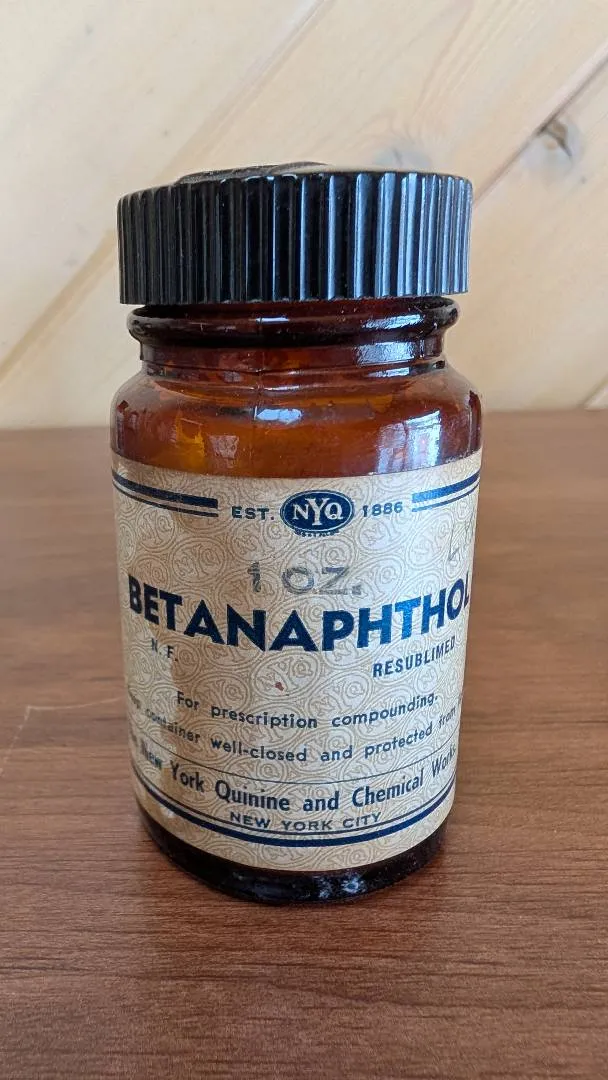 EST. NYQ 1886
1 OZ.
BETANAPHTHOL
N. F.
RESUBLIMED
For prescription compounding.
container well-closed and protected from
New York Quinine and Chemical Works
NEW YORK CITY